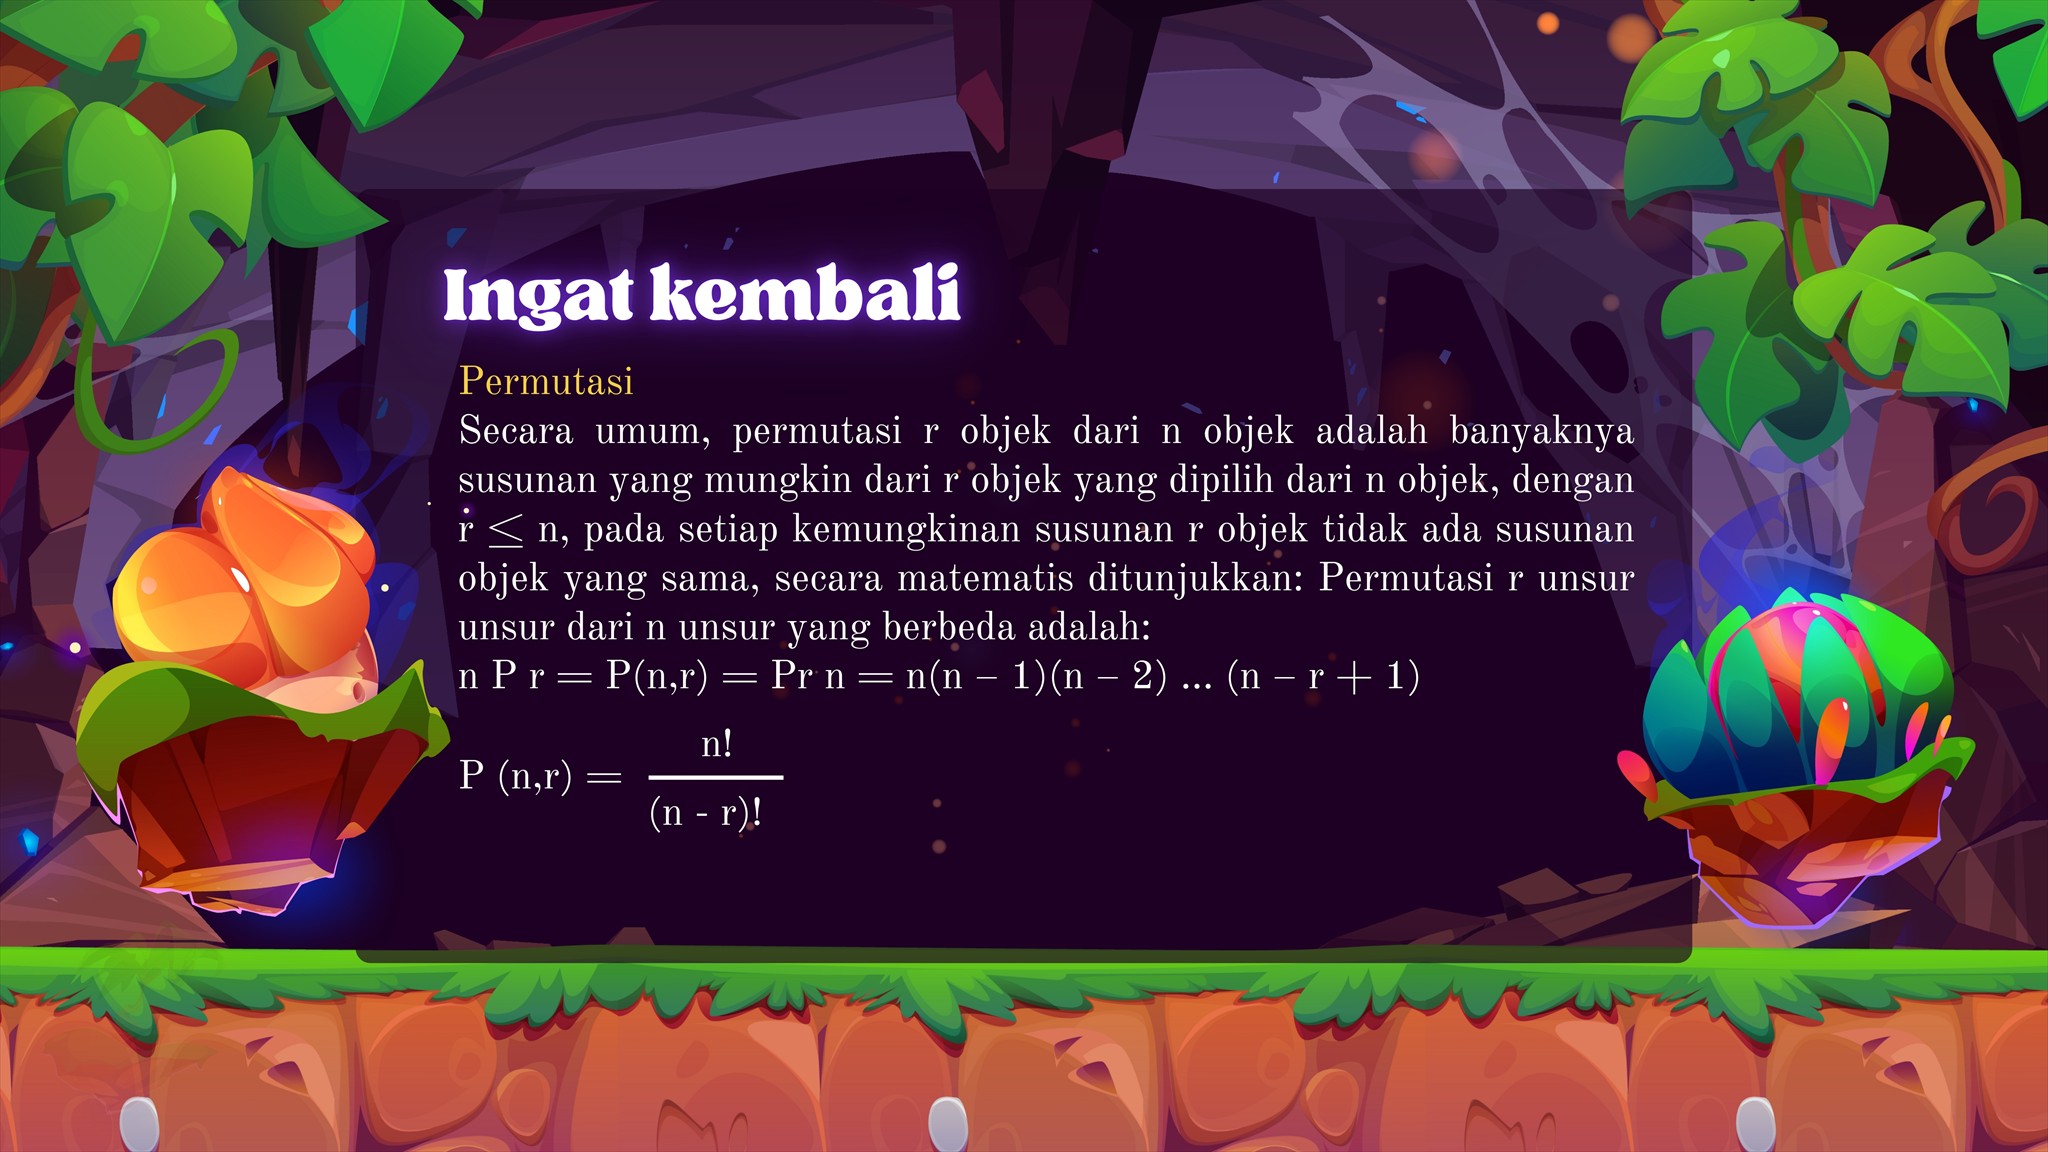 Ingat kembali
Permutasi
Secara umum, permutasi r objek dari n objek adalah banyaknya
susunan yang mungkin dari r objek yang dipilih dari n objek, dengan
r ≤ n, pada setiap kemungkinan susunan r objek tidak ada susunan
objek yang sama, secara matematis ditunjukkan: Permutasi r unsur
unsur dari n unsur yang berbeda adalah:
n P r = P(n,r) = Pr n = n(n – 1)(n – 2) ... (n – r + 1)
n!
P (n,r) =
(n - r)!